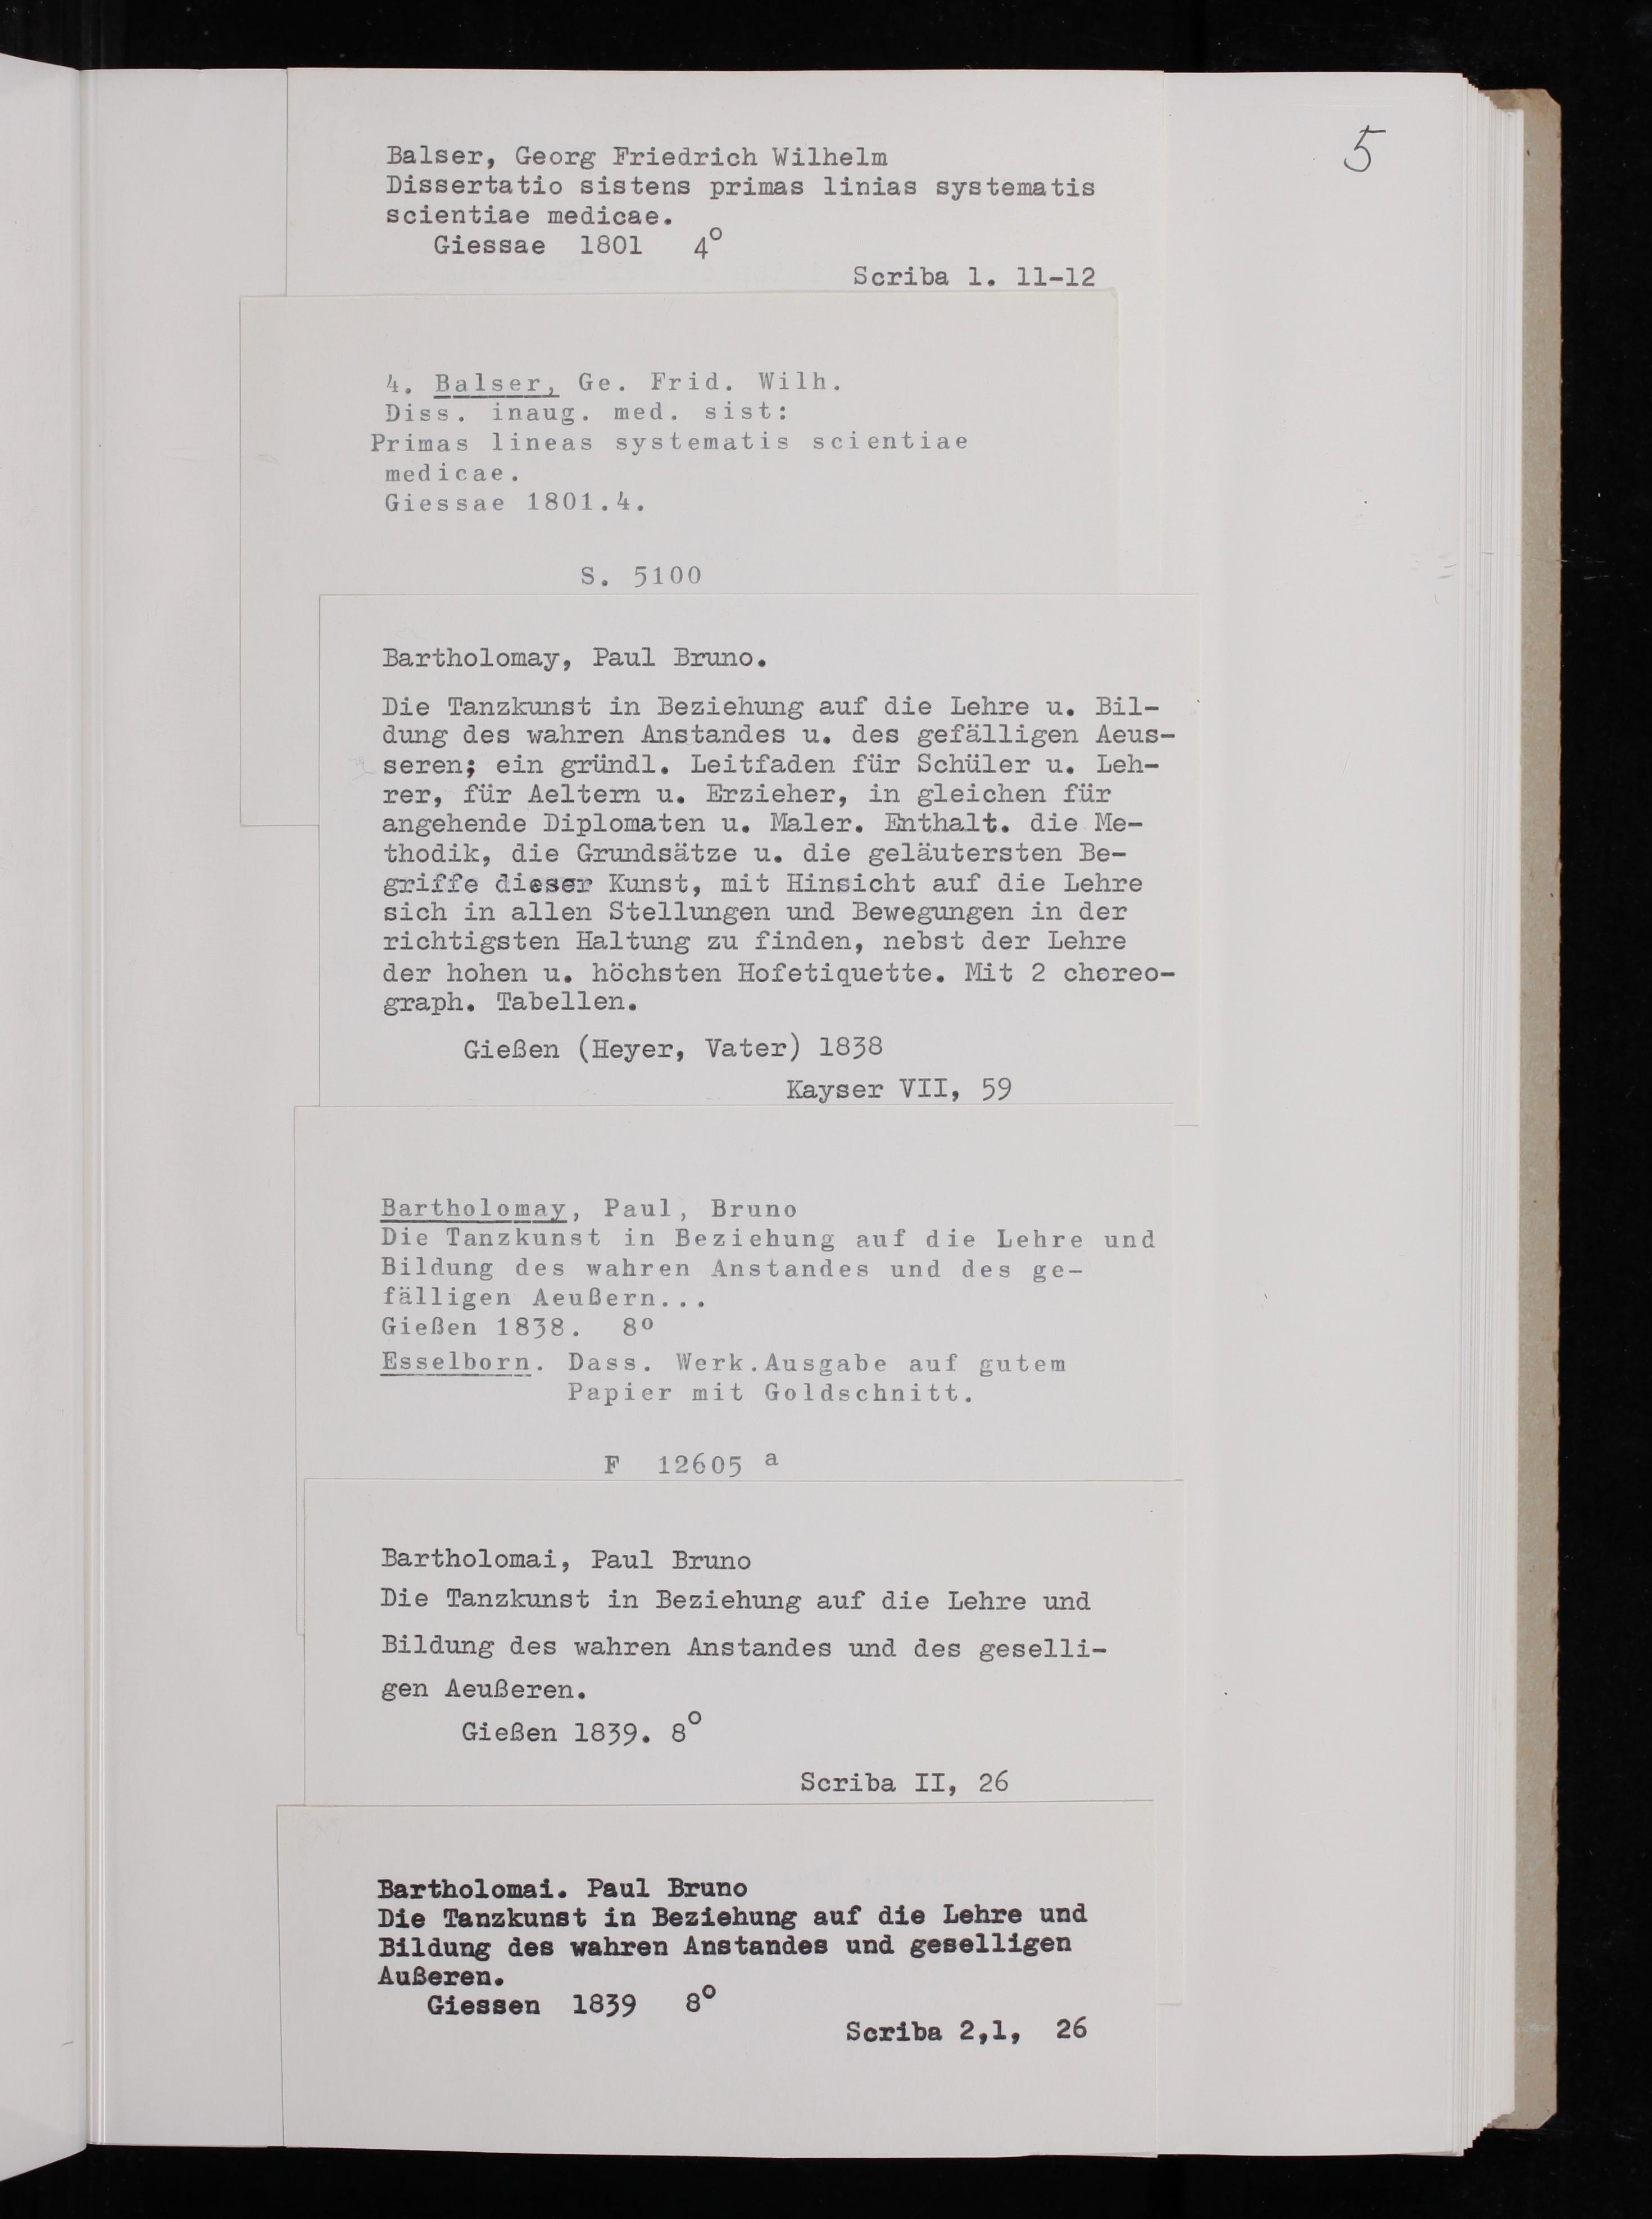 5
Balser, Georg Friedrich Wilhelm
Dissertatio sistens primas linias systematis
scientiae medicae.
Giessae 1801 4°
Scriba 1. 11-12
4. Balser, Ge. Frid. Wilh.
Diss. inaug. med. sist:
Primas lineas systematis scientiae
medicae.
Giessae 1801.4.
S. 5100
Bartholomay, Paul Bruno.
Die Tanzkunst in Beziehung auf die Lehre u. Bil-
dung des wahren Anstandes u. des gefälligen Aeus-
seren; ein gründl. Leitfaden für Schüler u. Leh-
rer, für Aeltern u. Erzieher, in gleichen für
angehende Diplomaten u. Maler. Enthalt. die Me-
thodik, die Grundsätze u. die geläutersten Be-
griffe dieser Kunst, mit Hinsicht auf die Lehre
sich in allen Stellungen und Bewegungen in der
richtigsten Haltung zu finden, nebst der Lehre
der hohen u. höchsten Hofetiquette. Mit 2 choreo-
graph. Tabellen.
Gießen (Heyer, Vater) 1838
Kayser VII, 59
Bartholomay, Paul, Bruno
Die Tanzkunst in Beziehung auf die Lehre und
Bildung des wahren Anstandes und des ge-
fälligen Aeußern...
Gießen 1838. 8o
Esselborn. Dass. Werk.Ausgabe auf gutem
Papier mit Goldschnitt.
F 12605 a
Bartholomai, Paul Bruno
Die Tanzkunst in Beziehung auf die Lehre und
Bildung des wahren Anstandes und des geselli-
gen Aeußeren.
Gießen 1839. 8°
Scriba II, 26
Bartholomai. Paul Bruno
Die Tanzkunst in Beziehung auf die Lehre und
Bildung des wahren Anstandes und geselligen
Außeren.
Giessen 1839 8°
Scriba 2,1, 26